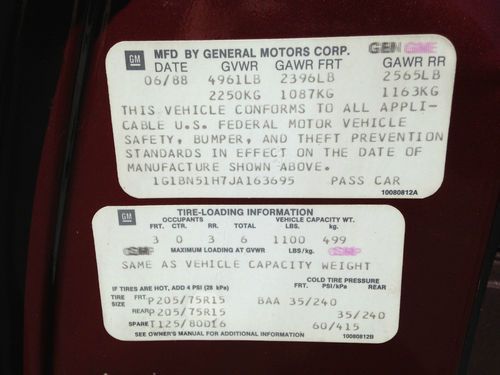 GM MFD BY GENERAL MOTORS CORP. GEN GME
DATE GVWR GAWR FRT GAWR RR
06/88 4961LB 2396LB 2565LB
2250KG 1087KG 1163KG
THIS VEHICLE CONFORMS TO ALL APPLI-
CABLE U.S. FEDERAL MOTOR VEHICLE
SAFETY, BUMPER, AND THEFT PREVENTION
STANDARDS IN EFFECT ON THE DATE OF
MANUFACTURE SHOWN ABOVE.
1G1BN51H7JA163695 PASS CAR
10080812A
GM TIRE-LOADING INFORMATION
OCCUPANTS VEHICLE CAPACITY WT.
FRT. CTR. RR. TOTAL LBS. kg.
3 0 3 6 1100 499
MAXIMUM LOADING AT GVWR LBS/kg.
SAME AS VEHICLE CAPACITY WEIGHT
COLD TIRE PRESSURE
IF TIRES ARE HOT, ADD 4 PSI (28 kPa) FRT. PSI/kPa REAR
TIRE SIZE FRT P205/75R15 BAA 35/240
REAR P205/75R15 35/240
SPARE T125/80D16 60/415
SEE OWNER'S MANUAL FOR ADDITIONAL INFORMATION 10080812B